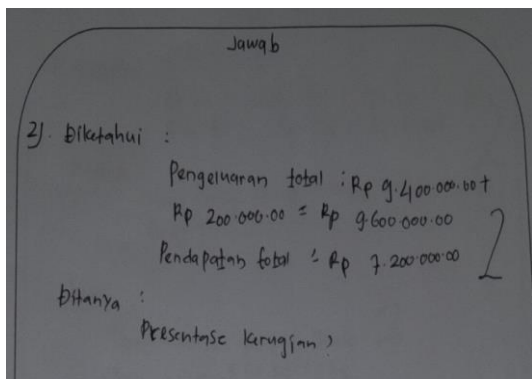 Jawab
2). Diketahui :
Pengeluaran total : Rp 9.400.000.00 +
Rp 200.000.00 = Rp 9.600.000.00
Pendapatan total = Rp 7.200.000.00
2
Ditanya :
Presentase kerugian ?